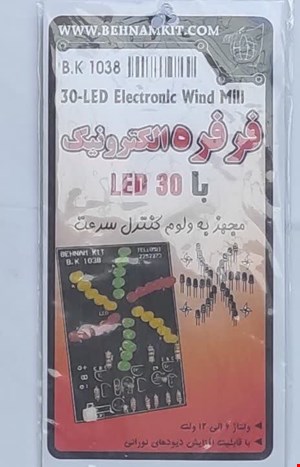 WWW.BEHNAMKIT.COM
B.K 1038
30-LED Electronic Wind Mill
فرفره الکترونیک
با 30 LED
مجهز به ولوم کنترل سرعت
BEHNAM KIT
B.K 1038
ولتاژ ۶ الی ۱۲ ولت
با قابلیت افزایش دیودهای نورانی